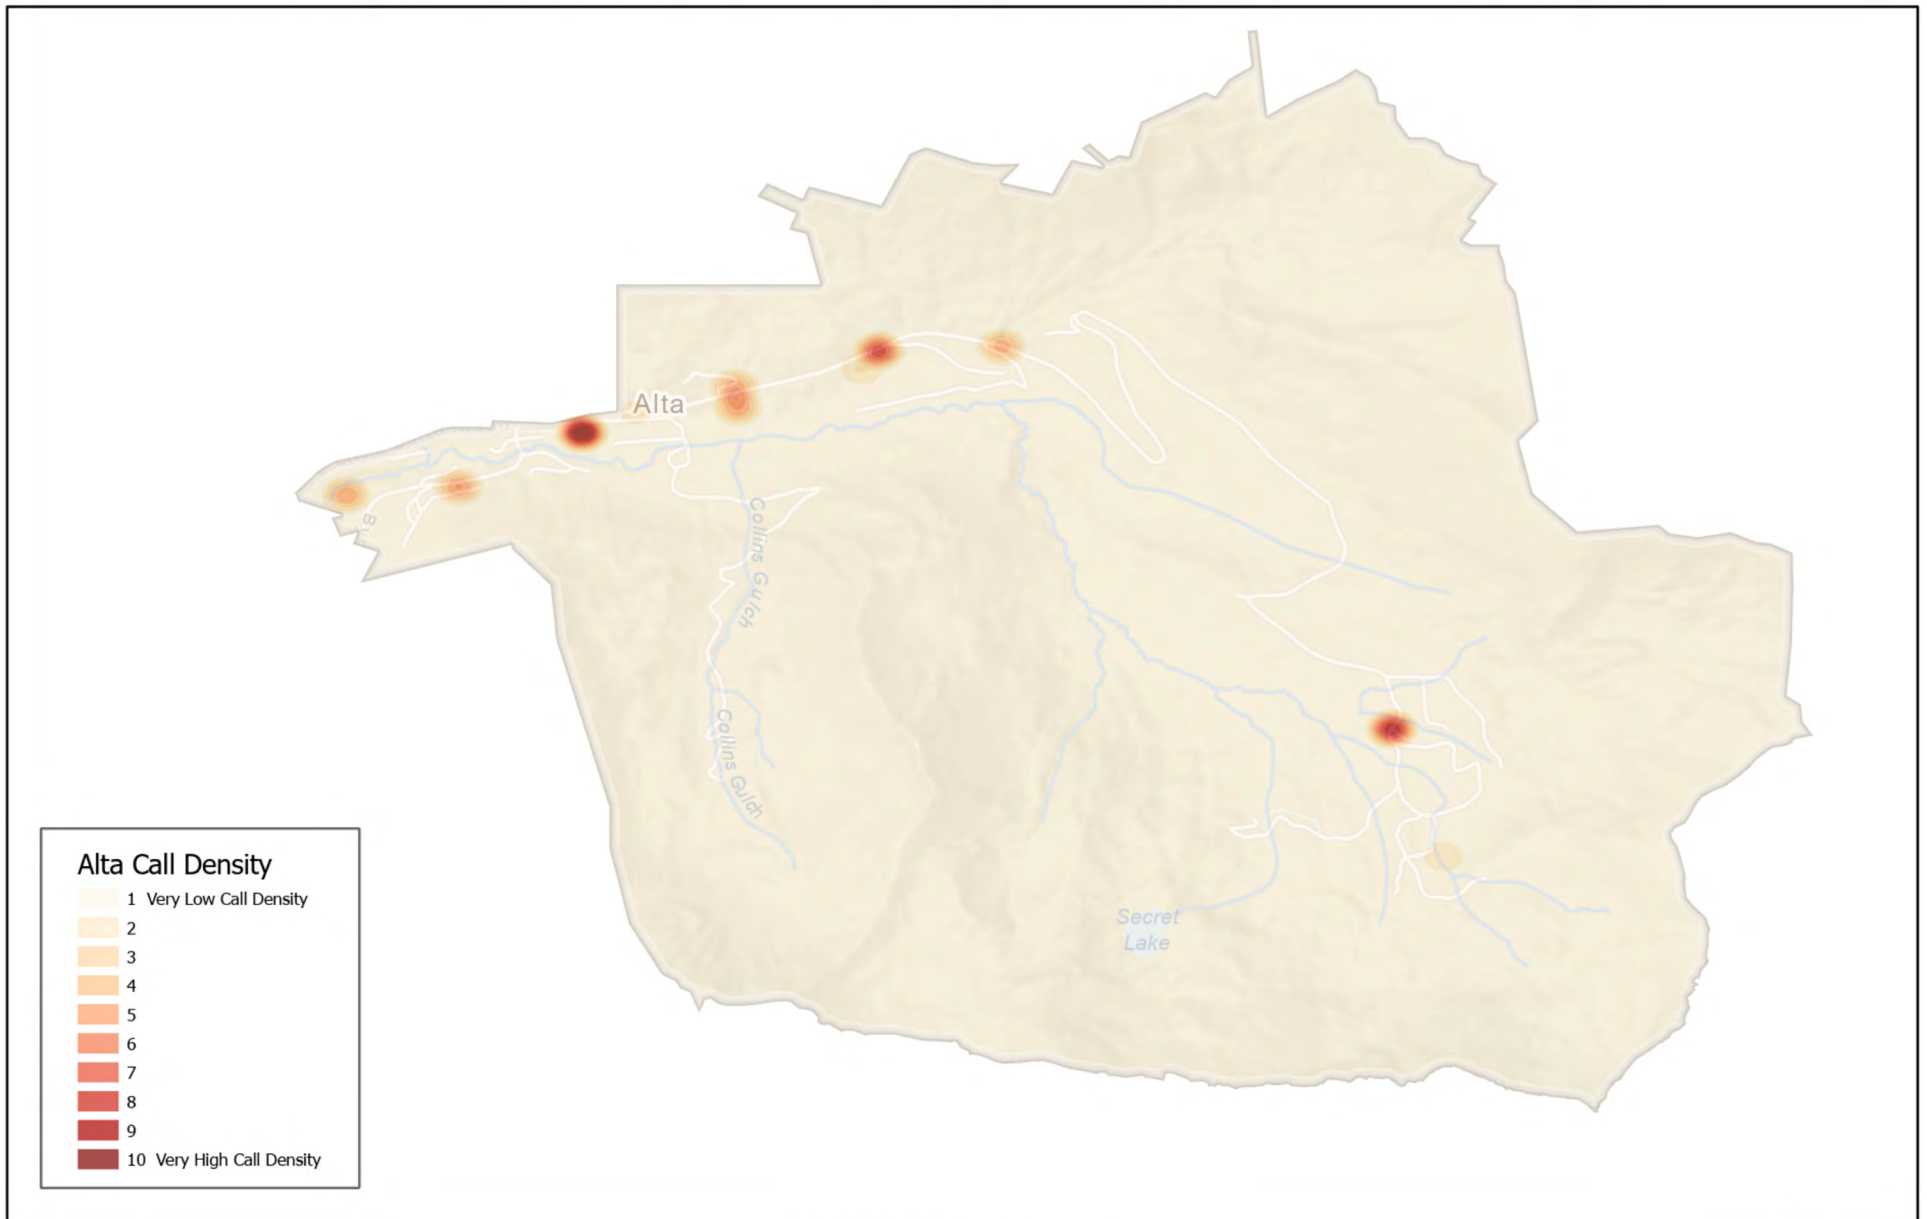 Alta
Collins Gulch
Collins Gulch
Secret
Lake
Alta Call Density
1 Very Low Call Density
2
3
4
5
6
7
8
9
10 Very High Call Density